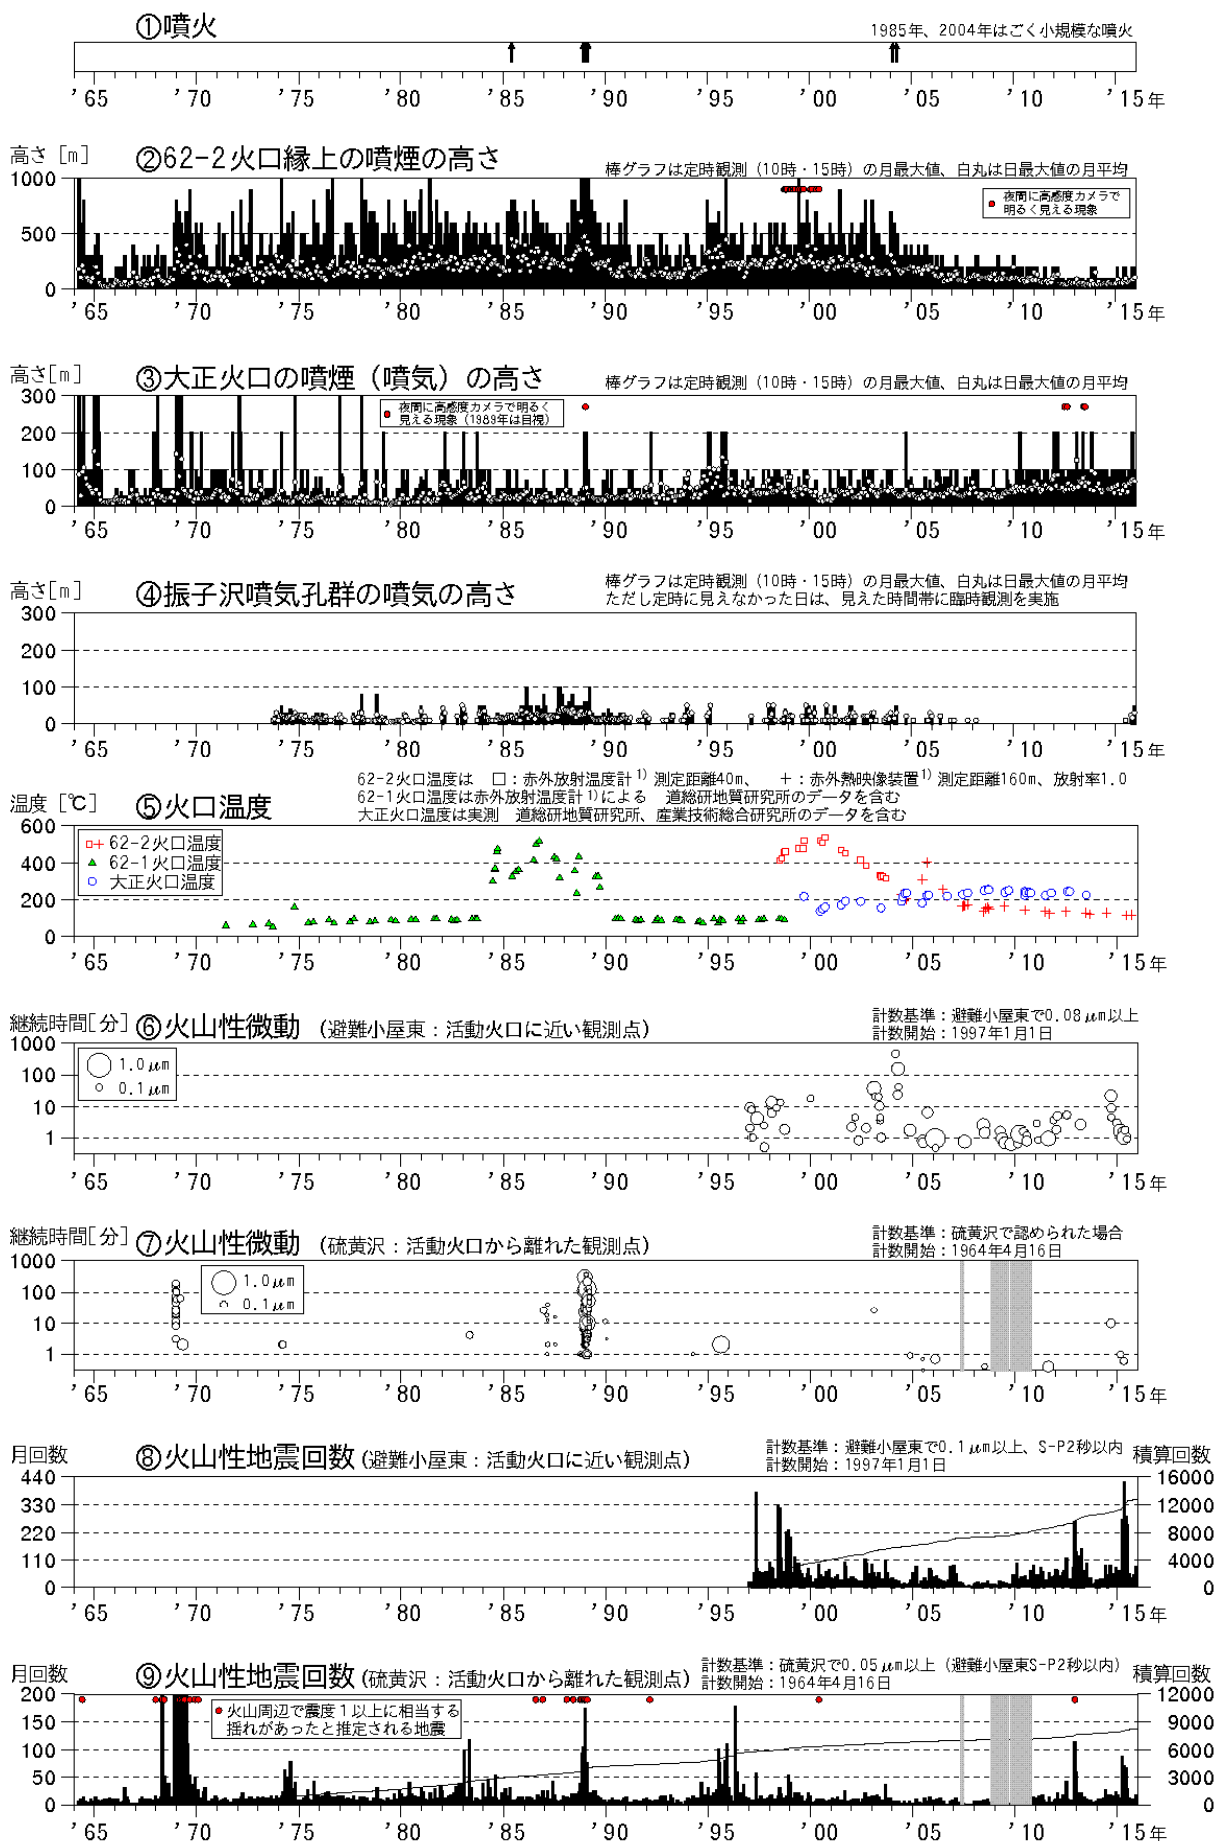 ①噴火
1985年、2004年はごく小規模な噴火
'65 '70 '75 '80 '85 '90 '95 '00 '05 '10 '15年
高さ[m]
②62-2火口縁上の噴煙の高さ
棒グラフは定時観測（10時・15時）の月最大値、白丸は日最大値の月平均
1000
500
0
夜間に高感度カメラで
明るく見える現象
'65 '70 '75 '80 '85 '90 '95 '00 '05 '10 '15年
高さ[m]
③大正火口の噴煙（噴気）の高さ
棒グラフは定時観測（10時・15時）の月最大値、白丸は日最大値の月平均
300
200
100
0
夜間に高感度カメラで明るく
見える現象（1989年は目視）
'65 '70 '75 '80 '85 '90 '95 '00 '05 '10 '15年
高さ[m]
④振子沢噴気孔群の噴気の高さ
棒グラフは定時観測（10時・15時）の月最大値、白丸は日最大値の月平均
ただし定時に見えなかった日は、見えた時間帯に臨時観測を実施
300
200
100
0
'65 '70 '75 '80 '85 '90 '95 '00 '05 '10 '15年
62-2火口温度は □：赤外放射温度計1) 測定距離40m、 +：赤外熱映像装置1) 測定距離160m、放射率1.0
62-1火口温度は赤外放射温度計1)による 道総研地質研究所のデータを含む
大正火口温度は実測 道総研地質研究所、産業技術総合研究所のデータを含む
温度[℃]
⑤火口温度
600
400
200
0
□+ 62-2火口温度
▲ 62-1火口温度
○ 大正火口温度
'65 '70 '75 '80 '85 '90 '95 '00 '05 '10 '15年
継続時間[分]
⑥火山性微動（避難小屋東：活動火口に近い観測点）
計数基準：避難小屋東で0.08μm以上
計数開始：1997年1月1日
1000
100
10
1
1.0μm
0.1μm
'65 '70 '75 '80 '85 '90 '95 '00 '05 '10 '15年
継続時間[分]
⑦火山性微動（硫黄沢：活動火口から離れた観測点）
計数基準：硫黄沢で認められた場合
計数開始：1964年4月16日
1000
100
10
1
1.0μm
0.1μm
'65 '70 '75 '80 '85 '90 '95 '00 '05 '10 '15年
月回数
⑧火山性地震回数(避難小屋東：活動火口に近い観測点)
計数基準：避難小屋東で0.1μm以上、S-P2秒以内
計数開始：1997年1月1日
積算回数
440
330
220
110
0
16000
12000
8000
4000
0
'65 '70 '75 '80 '85 '90 '95 '00 '05 '10 '15年
月回数
⑨火山性地震回数(硫黄沢：活動火口から離れた観測点)
計数基準：硫黄沢で0.05μm以上（避難小屋東S-P2秒以内）
計数開始：1964年4月16日
積算回数
200
150
100
50
0
火山周辺で震度1以上に相当する
揺れがあったと推定される地震
12000
9000
6000
3000
0
'65 '70 '75 '80 '85 '90 '95 '00 '05 '10 '15年